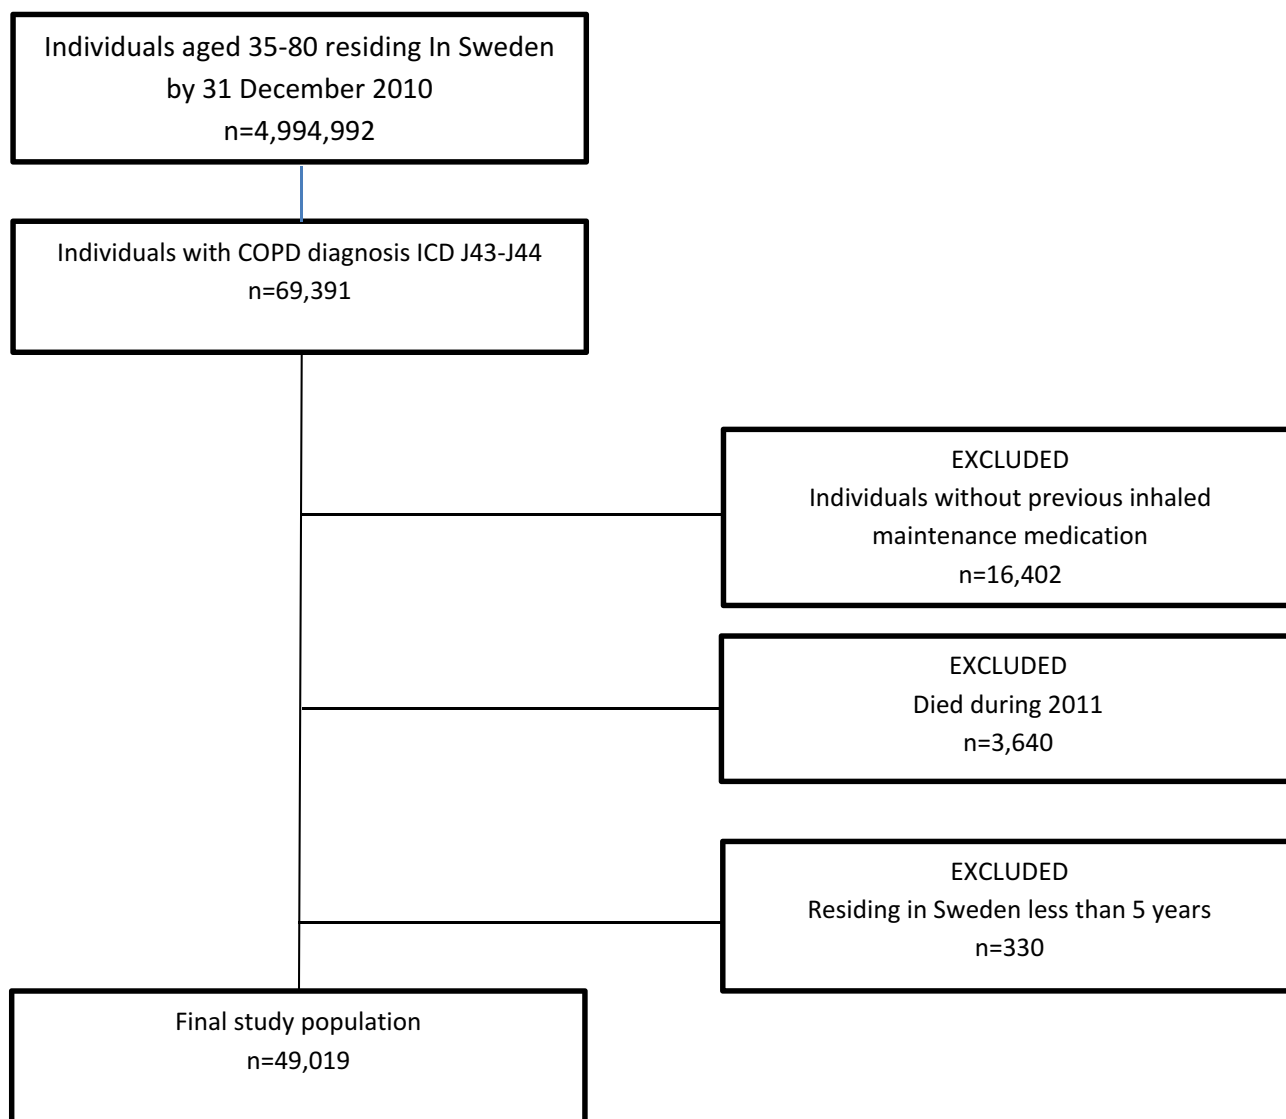 Individuals aged 35-80 residing In Sweden
by 31 December 2010
n=4,994,992
Individuals with COPD diagnosis ICD J43-J44
n=69,391
EXCLUDED
Individuals without previous inhaled
maintenance medication
n=16,402
EXCLUDED
Died during 2011
n=3,640
EXCLUDED
Residing in Sweden less than 5 years
n=330
Final study population
n=49,019